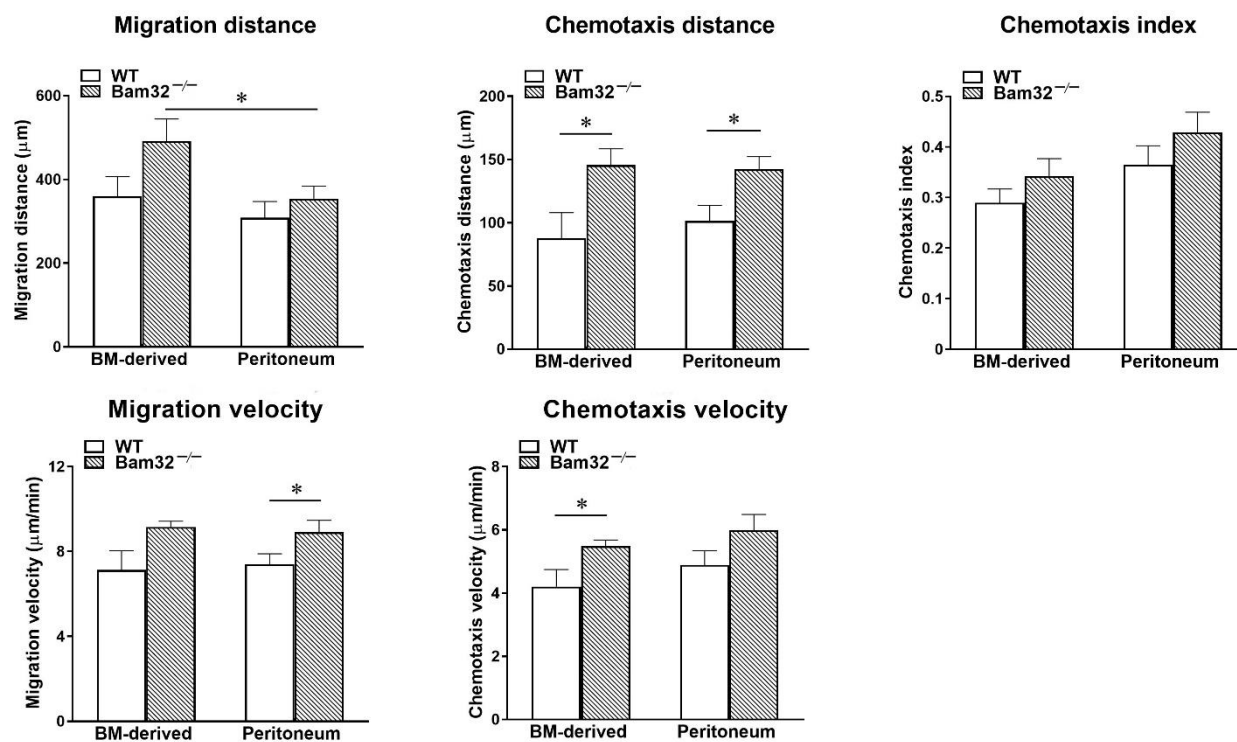 Migration distance
WT
Bam32⁻/⁻
Migration distance (μm)
600
400
200
0
*
BM-derived Peritoneum
Chemotaxis distance
WT
Bam32⁻/⁻
Chemotaxis distance (μm)
200
150
100
50
0
* *
BM-derived Peritoneum
Chemotaxis index
WT
Bam32⁻/⁻
Chemotaxis index
0.5
0.4
0.3
0.2
0.1
0
BM-derived Peritoneum
Migration velocity
WT
Bam32⁻/⁻
Migration velocity (μm/min)
12
8
4
0
*
BM-derived Peritoneum
Chemotaxis velocity
WT
Bam32⁻/⁻
Chemotaxis velocity (μm/min)
8
6
4
2
0
*
BM-derived Peritoneum